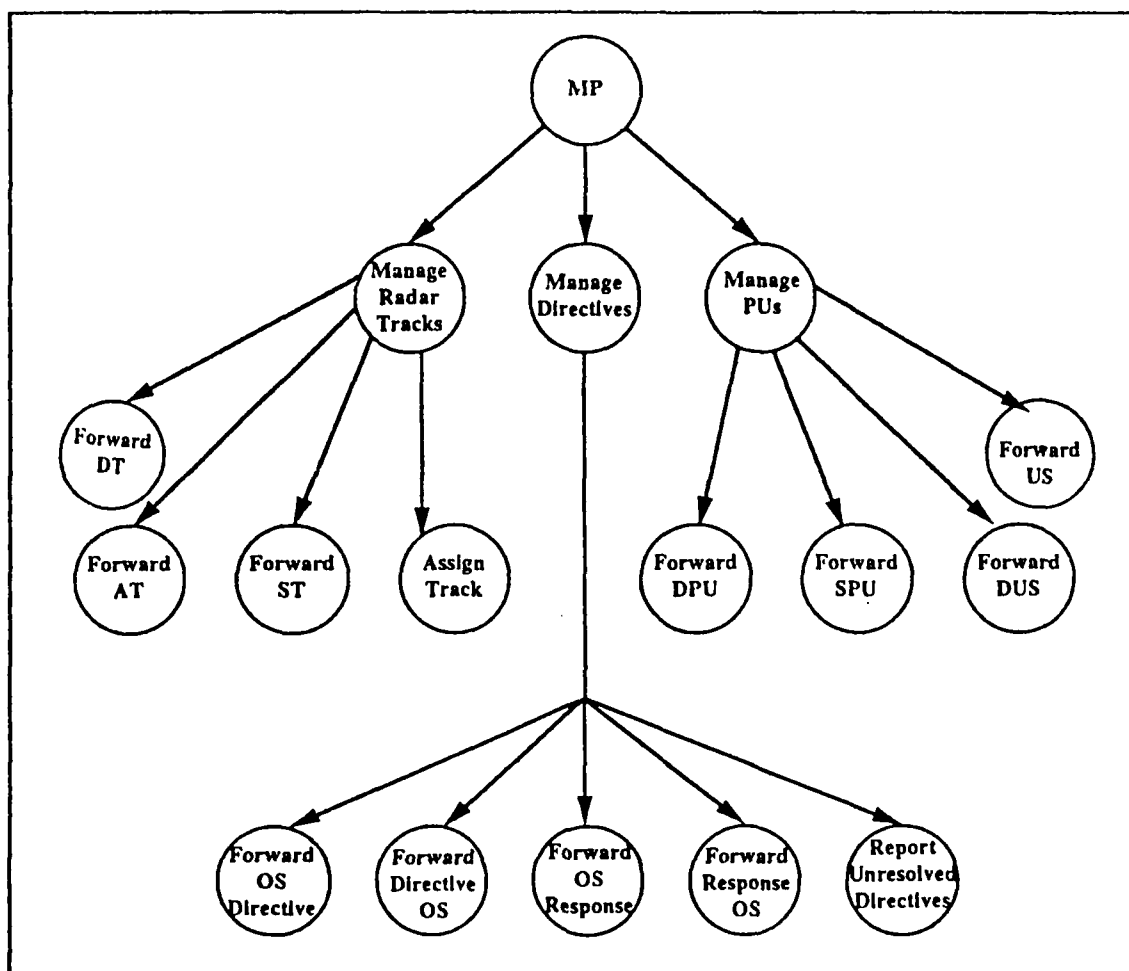 MP
Manage
Radar
Tracks
Manage
Directives
Manage
PUs
Forward
DT
Forward
US
Forward
AT
Forward
ST
Assign
Track
Forward
DPU
Forward
SPU
Forward
DUS
Forward
OS
Directive
Forward
Directive
OS
Forward
OS
Response
Forward
Response
OS
Report
Unresolved
Directives